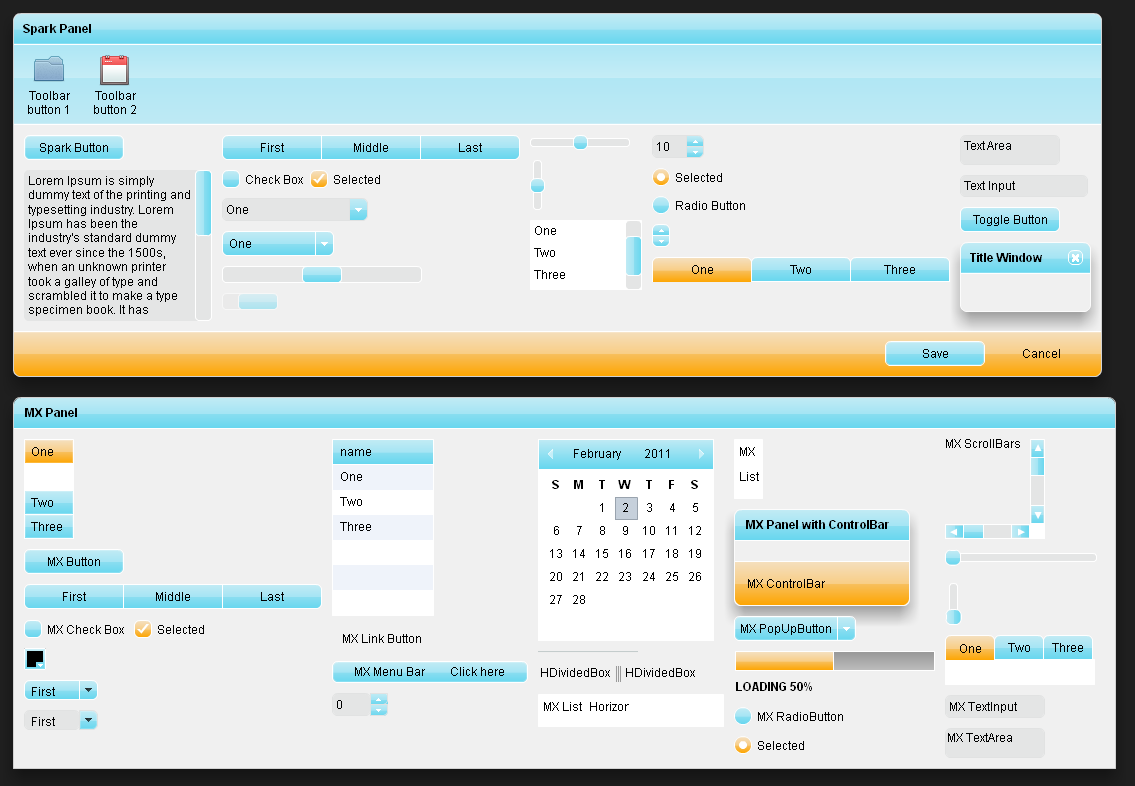 Spark Panel
Toolbar button 1
Toolbar button 2
Spark Button
Lorem Ipsum is simply
dummy text of the printing and
typesetting industry. Lorem
Ipsum has been the
industry's standard dummy
text ever since the 1500s,
when an unknown printer
took a galley of type and
scrambled it to make a type
specimen book. It has
First Middle Last
Check Box Selected
One
One
One
Two
Three
10
Selected
Radio Button
One Two Three
TextArea
Text Input
Toggle Button
Title Window
Save Cancel
MX Panel
One
Two
Three
MX Button
First Middle Last
MX Check Box Selected
First
First
name
One
Two
Three
MX Link Button
MX Menu Bar Click here
0
February 2011
S M T W T F S
1 2 3 4 5
6 7 8 9 10 11 12
13 14 15 16 17 18 19
20 21 22 23 24 25 26
27 28
HDividedBox HDividedBox
MX List Horizor
MX
List
MX Panel with ControlBar
MX ControlBar
MX PopUpButton
LOADING 50%
MX RadioButton
Selected
MX ScrollBars
One Two Three
MX TextInput
MX TextArea